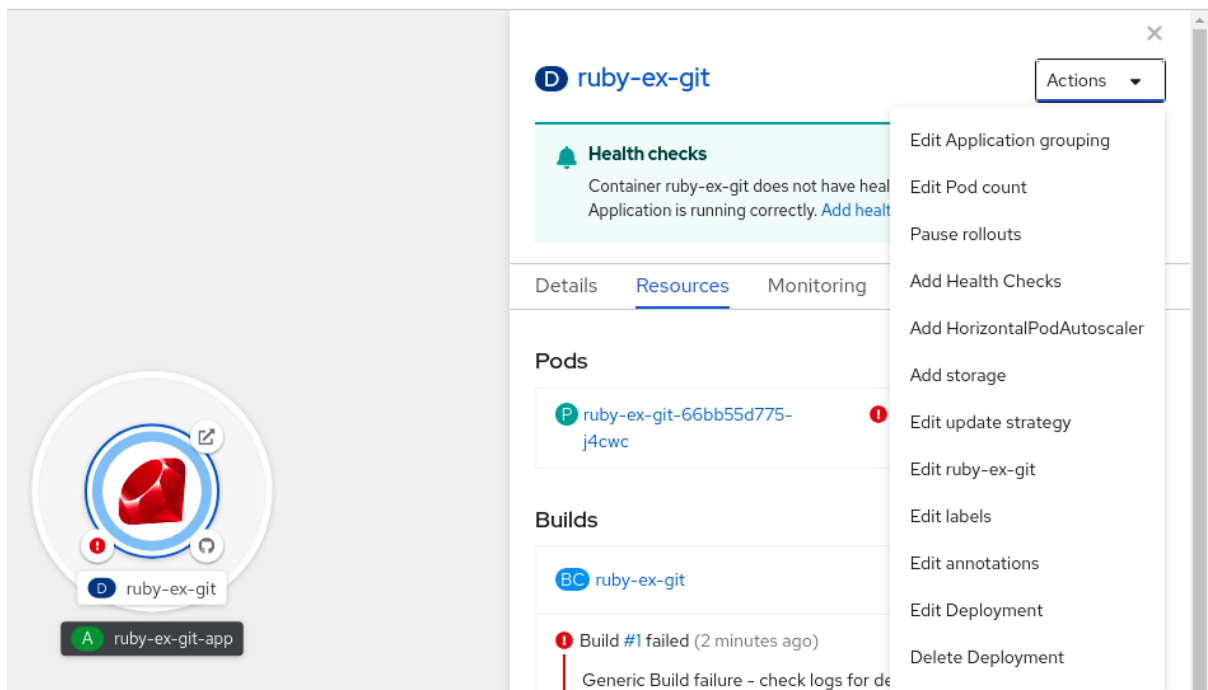 D ruby-ex-git
Actions
Health checks
Container ruby-ex-git does not have
Application is running correctly. Add
Edit Application grouping
Edit Pod count
Pause rollouts
Add Health Checks
Add HorizontalPodAutoscaler
Add storage
Edit update strategy
Edit ruby-ex-git
Edit labels
Edit annotations
Edit Deployment
Delete Deployment
Details Resources Monitoring
Pods
P ruby-ex-git-66bb55d775-
j4cwc
Builds
BC ruby-ex-git
Build #1 failed (2 minutes ago)
Generic Build failure - check logs for
D ruby-ex-git
A ruby-ex-git-app